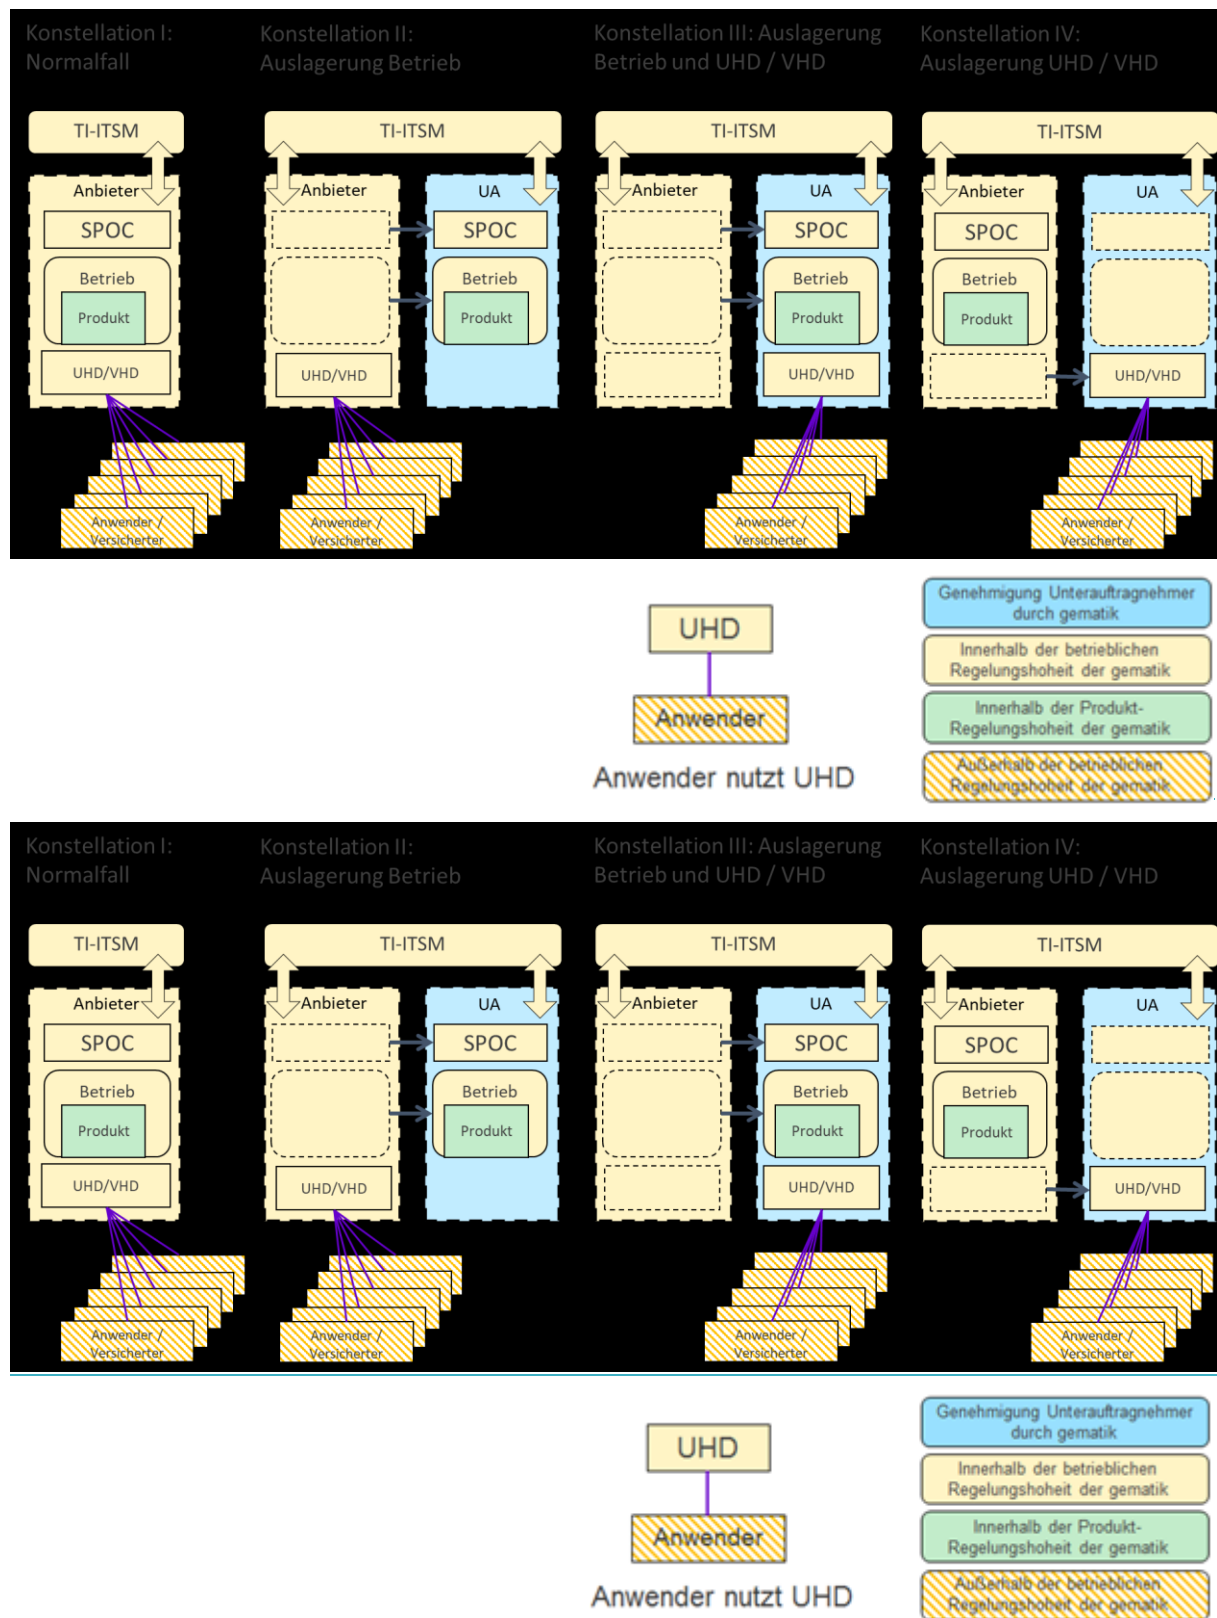 Konstellation I:
Normalfall
Konstellation II:
Auslagerung Betrieb
Konstellation III: Auslagerung
Betrieb und UHD / VHD
Konstellation IV:
Auslagerung UHD / VHD
TI-ITSM
TI-ITSM
TI-ITSM
TI-ITSM
Anbieter
Anbieter
UA
Anbieter
UA
Anbieter
UA
SPOC
SPOC
SPOC
SPOC
Betrieb
Betrieb
Betrieb
Betrieb
Produkt
Produkt
Produkt
Produkt
UHD/VHD
UHD/VHD
UHD/VHD
UHD/VHD
Anwender /
Versicherter
Anwender /
Versicherter
Anwender /
Versicherter
Anwender /
Versicherter
UHD
Anwender
Anwender nutzt UHD
Genehmigung Unterauftragnehmer
durch gematik
Innerhalb der betrieblichen
Regelungshoheit der gematik
Innerhalb der Produkt-
Regelungshoheit der gematik
Außerhalb der betrieblichen
Regelungshoheit der gematik
Konstellation I:
Normalfall
Konstellation II:
Auslagerung Betrieb
Konstellation III: Auslagerung
Betrieb und UHD / VHD
Konstellation IV:
Auslagerung UHD / VHD
TI-ITSM
TI-ITSM
TI-ITSM
TI-ITSM
Anbieter
Anbieter
UA
Anbieter
UA
Anbieter
UA
SPOC
SPOC
SPOC
SPOC
Betrieb
Betrieb
Betrieb
Betrieb
Produkt
Produkt
Produkt
Produkt
UHD/VHD
UHD/VHD
UHD/VHD
UHD/VHD
Anwender /
Versicherter
Anwender /
Versicherter
Anwender /
Versicherter
Anwender /
Versicherter
UHD
Anwender
Anwender nutzt UHD
Genehmigung Unterauftragnehmer
durch gematik
Innerhalb der betrieblichen
Regelungshoheit der gematik
Innerhalb der Produkt-
Regelungshoheit der gematik
Außerhalb der betrieblichen
Regelungshoheit der gematik